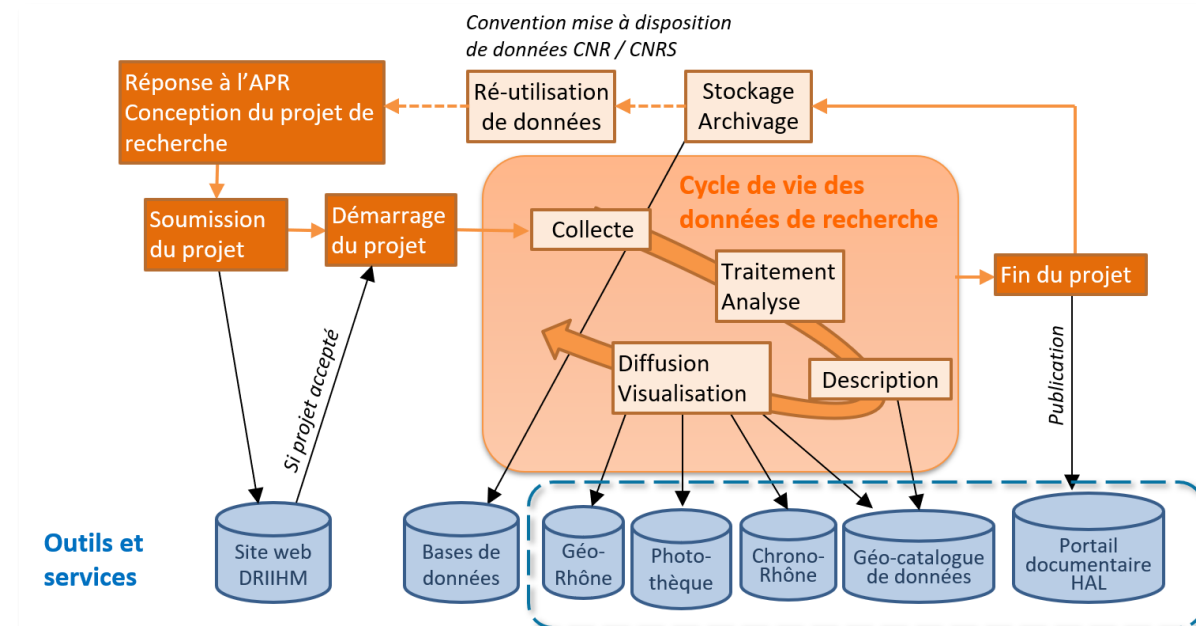 Convention mise à disposition
de données CNR / CNRS
Réponse à l'APR
Conception du projet de
recherche
Ré-utilisation
de données
Stockage
Archivage
Cycle de vie des
données de recherche
Soumission
du projet
Démarrage
du projet
Collecte
Traitement
Analyse
Fin du projet
Diffusion
Visualisation
Description
Si projet accepté
Publication
Outils et
services
Site web
DRIIHM
Bases de
données
Géo-
Rhône
Photo-
thèque
Chrono-
Rhône
Géo-catalogue
de données
Portail
documentaire
HAL